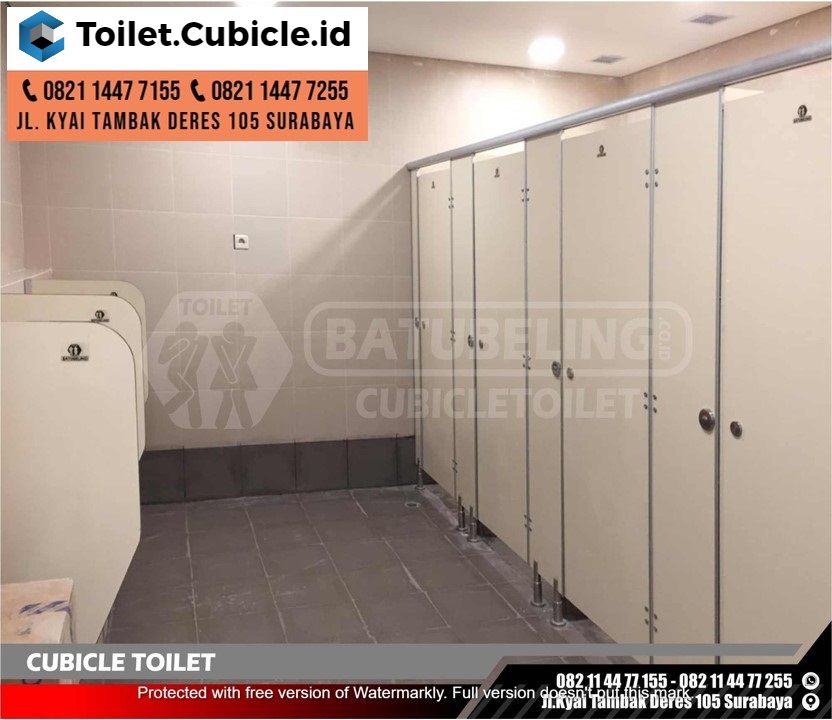 Toilet.Cubicle.id
0821 1447 7155 0821 1447 7255
JL. KYAI TAMBAK DERES 105 SURABAYA
TOILET
BATUBELING
.CO.ID
CUBICLETOILET
BATUBELING
CUBICLE TOILET
082 11 44 77 155 - 082 11 44 77 255
Protected with free version of Watermarkly. Full version doesn't put this mark.
Jl.Kyai Tambak Deres 105 Surabaya